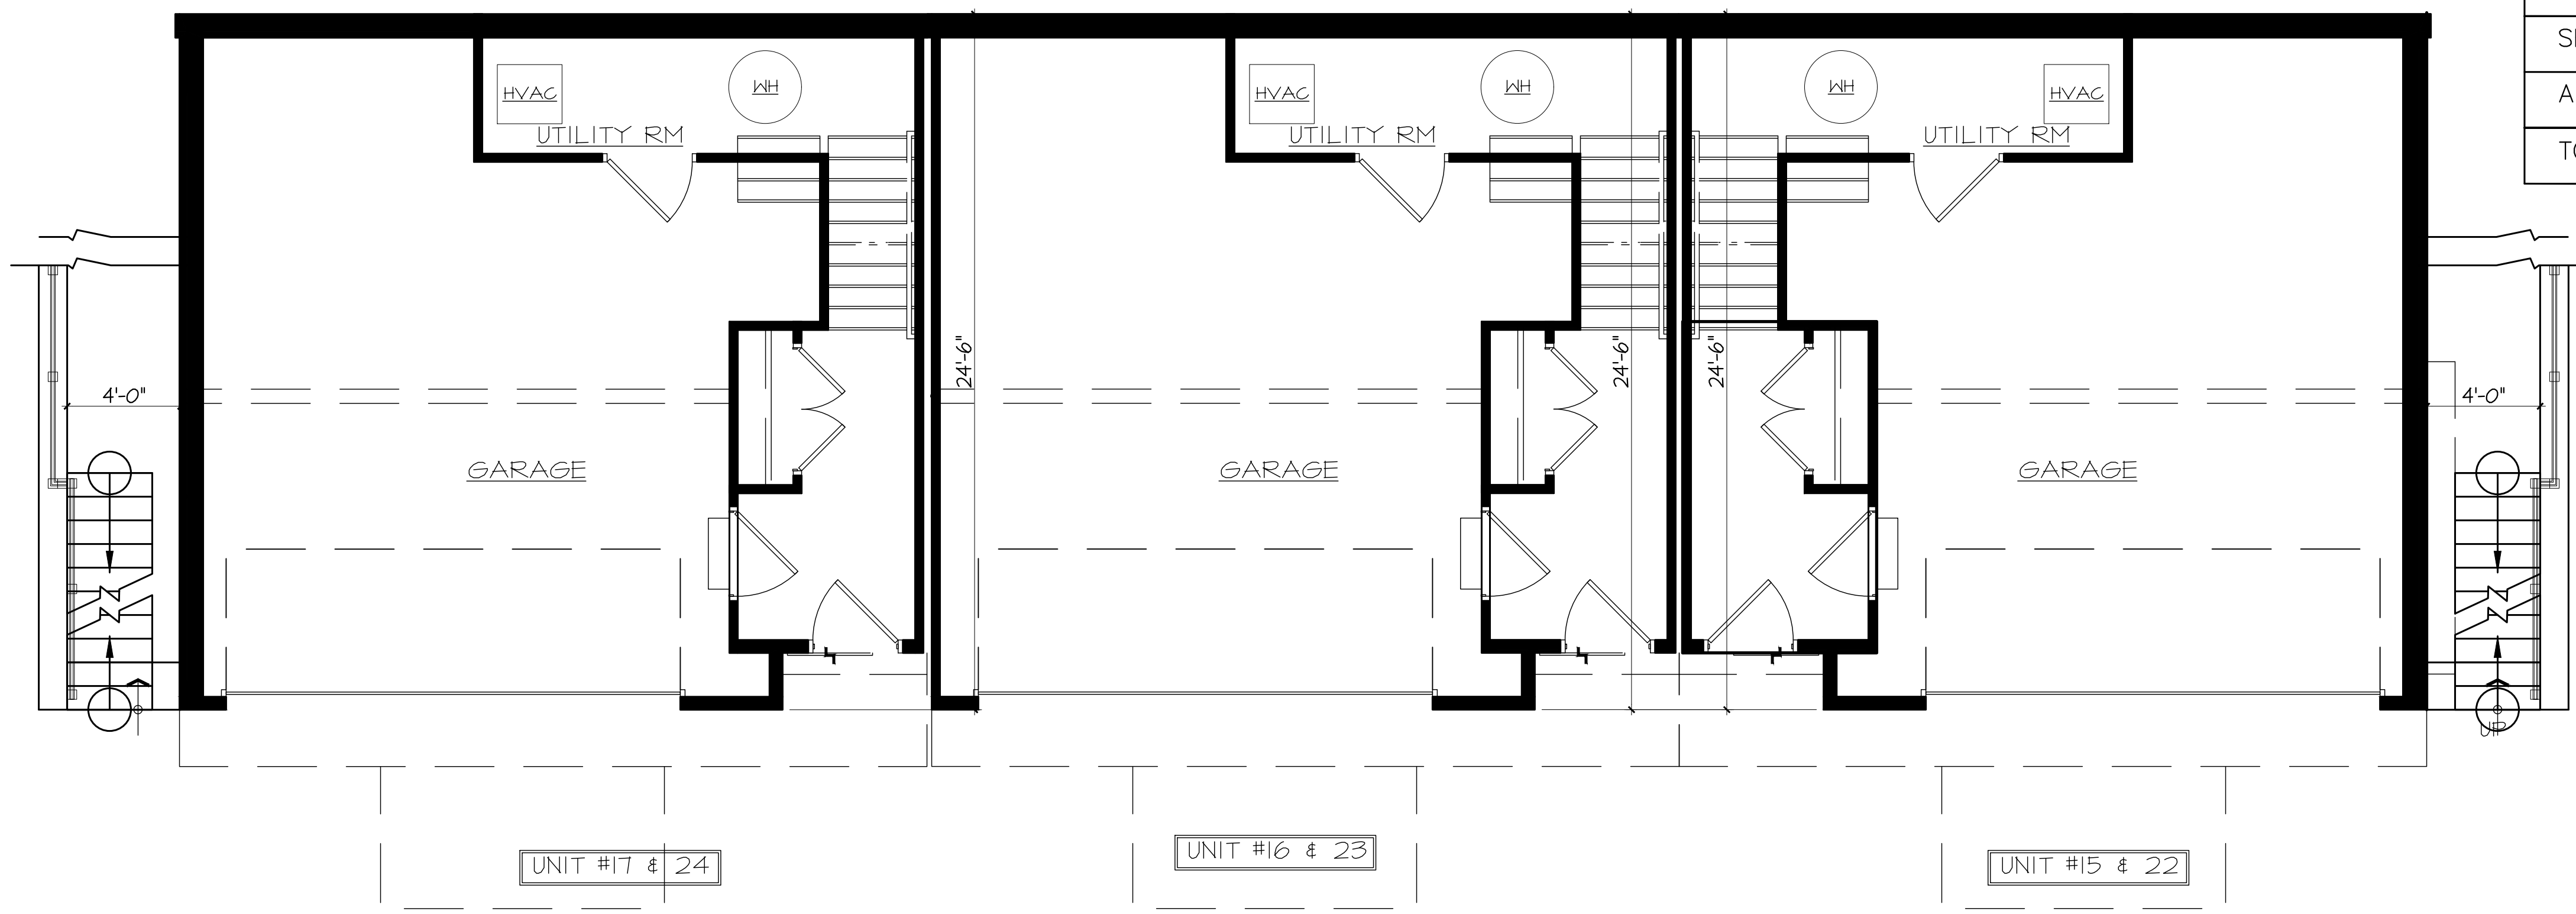 HVAC
WH
UTILITY RM
HVAC
WH
UTILITY RM
WH
HVAC
UTILITY RM
4'-0"
24'-6"
24'-6"
24'-6"
4'-0"
GARAGE
GARAGE
GARAGE
UP
UNIT #17 & 24
UNIT #16 & 23
UNIT #15 & 22